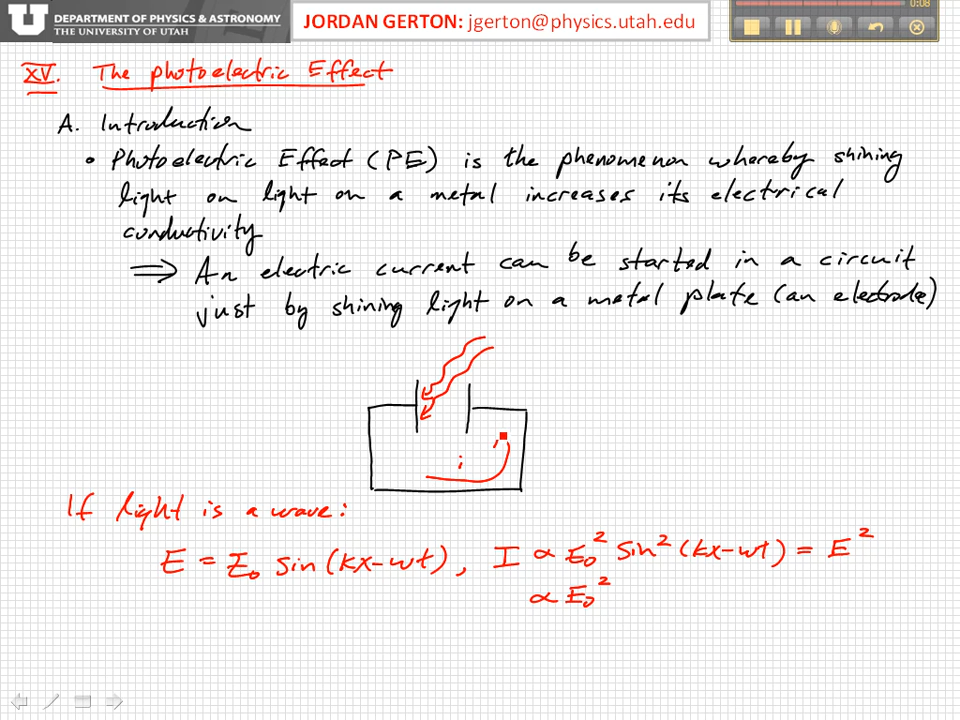 U DEPARTMENT OF PHYSICS & ASTRONOMY
THE UNIVERSITY OF UTAH
JORDAN GERTON: jgerton@physics.utah.edu
0:08
XV. The Photoelectric Effect
A. Introduction
• Photoelectric Effect (PE) is the phenomenon whereby shining
light on light on a metal increases its electrical
conductivity
⇒ An electric current can be started in a circuit
just by shining light on a metal plate (an electrode)
i
If light is a wave:
E = E₀ sin(kx-ωt), I ∝ E₀² sin²(kx-ωt) = E²
∝ E₀²